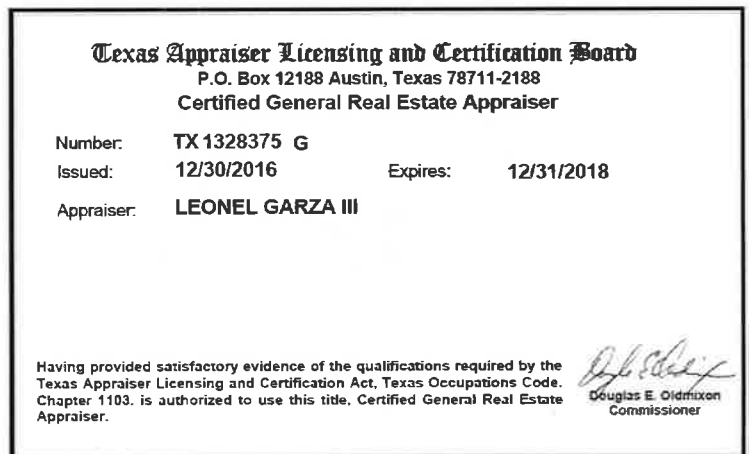 Texas Appraiser Licensing and Certification Board
P.O. Box 12188 Austin, Texas 78711-2188
Certified General Real Estate Appraiser
Number: TX 1328375 G
Issued: 12/30/2016 Expires: 12/31/2018
Appraiser: LEONEL GARZA III
Having provided satisfactory evidence of the qualifications required by the
Texas Appraiser Licensing and Certification Act, Texas Occupations Code.
Chapter 1103. is authorized to use this title, Certified General Real Estate
Appraiser.
Douglas E. Oldmixon
Commissioner